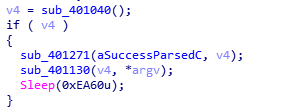 v4 = sub_401040();
if ( v4 )
{
sub_401271(aSuccessParsedC, v4);
sub_401130(v4, *argv);
Sleep(0xEA60u);
}